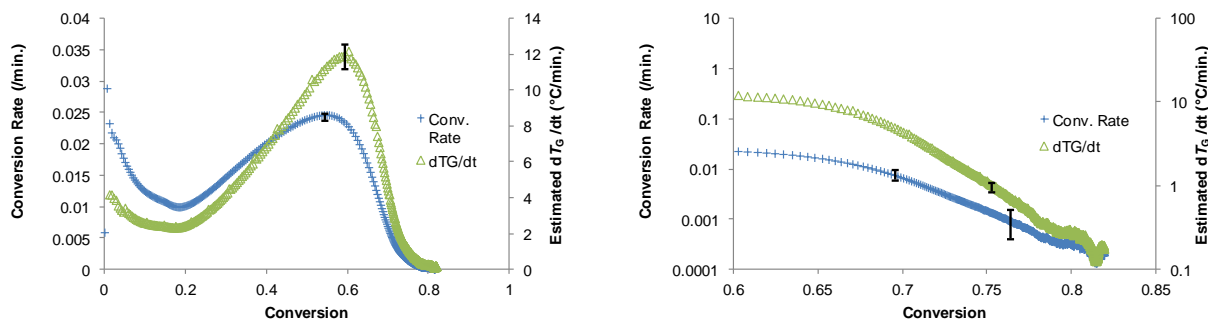 0.04
0.035
0.03
0.025
0.02
0.015
0.01
0.005
0
Conversion Rate (/min.)
14
12
10
8
6
4
2
0
Estimated dTG /dt (°C/min.)
Conv.
Rate
dTG/dt
0 0.2 0.4 0.6 0.8 1
Conversion
10
1
0.1
0.01
0.001
0.0001
Conversion Rate (/min.)
100
10
1
0.1
Estimated dTG /dt (°C/min.)
Conv. Rate
dTG/dt
0.6 0.65 0.7 0.75 0.8 0.85
Conversion